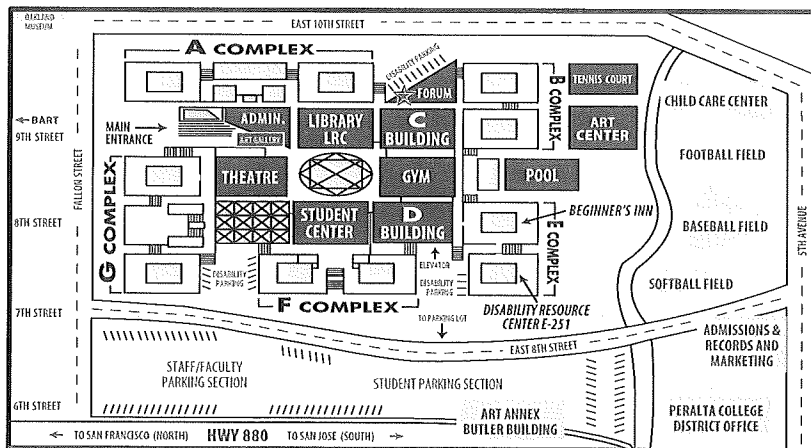 OAKLAND
MUSEUM
EAST 10TH STREET
A COMPLEX
DISABILITY PARKING
FORUM
TENNIS COURT
B COMPLEX
CHILD CARE CENTER
← BART
9TH STREET
MAIN
ENTRANCE →
ADMIN.
ART GALLERY
LIBRARY
LRC
C
BUILDING
ART
CENTER
FALLON STREET
FOOTBALL FIELD
THEATRE
GYM
POOL
G COMPLEX
8TH STREET
BEGINNER'S INN
5TH AVENUE
STUDENT
CENTER
D
BUILDING
E COMPLEX
BASEBALL FIELD
ELEVATOR
DISABILITY
PARKING
DISABILITY
PARKING
SOFTBALL FIELD
F COMPLEX
DISABILITY RESOURCE
CENTER E-251
7TH STREET
TO PARKING LOT
EAST 8TH STREET
ADMISSIONS &
RECORDS AND
MARKETING
STAFF/FACULTY
PARKING SECTION
STUDENT PARKING SECTION
6TH STREET
ART ANNEX
BUTLER BUILDING
PERALTA COLLEGE
DISTRICT OFFICE
← TO SAN FRANCISCO (NORTH) HWY 880 TO SAN JOSE (SOUTH) →